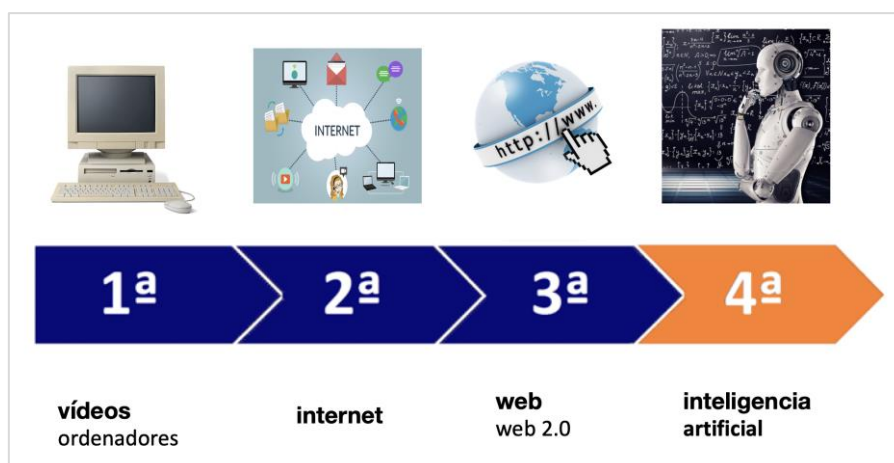 INTERNET
http://www.
1ª
2ª
3ª
4ª
vídeos
ordenadores
internet
web
web 2.0
inteligencia
artificial